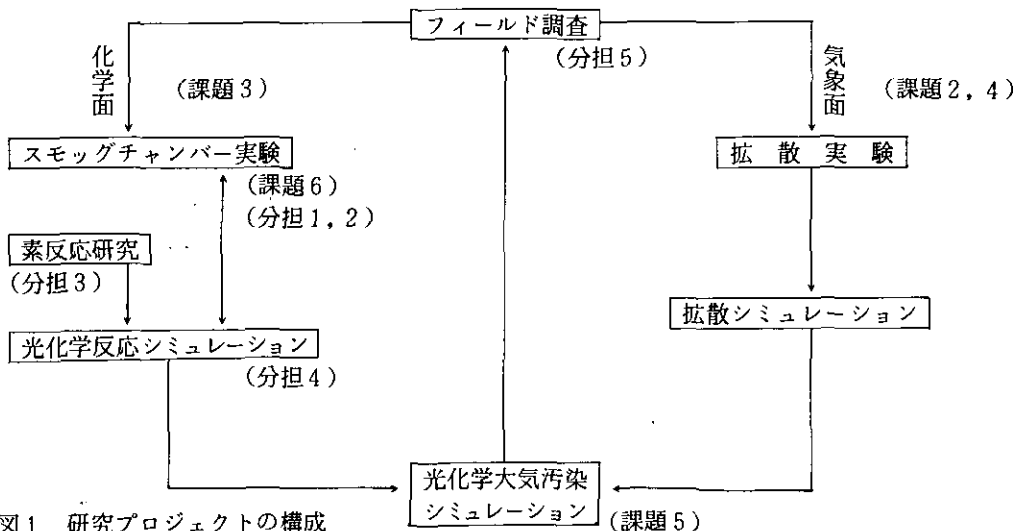 フィールド調査
(分担5)
化学面
(課題3)
気象面
(課題2,4)
スモッグチャンバー実験
拡散実験
(課題6)
(分担1,2)
素反応研究
(分担3)
拡散シミュレーション
光化学反応シミュレーション
(分担4)
光化学大気汚染
シミュレーション
(課題5)
図1 研究プロジェクトの構成